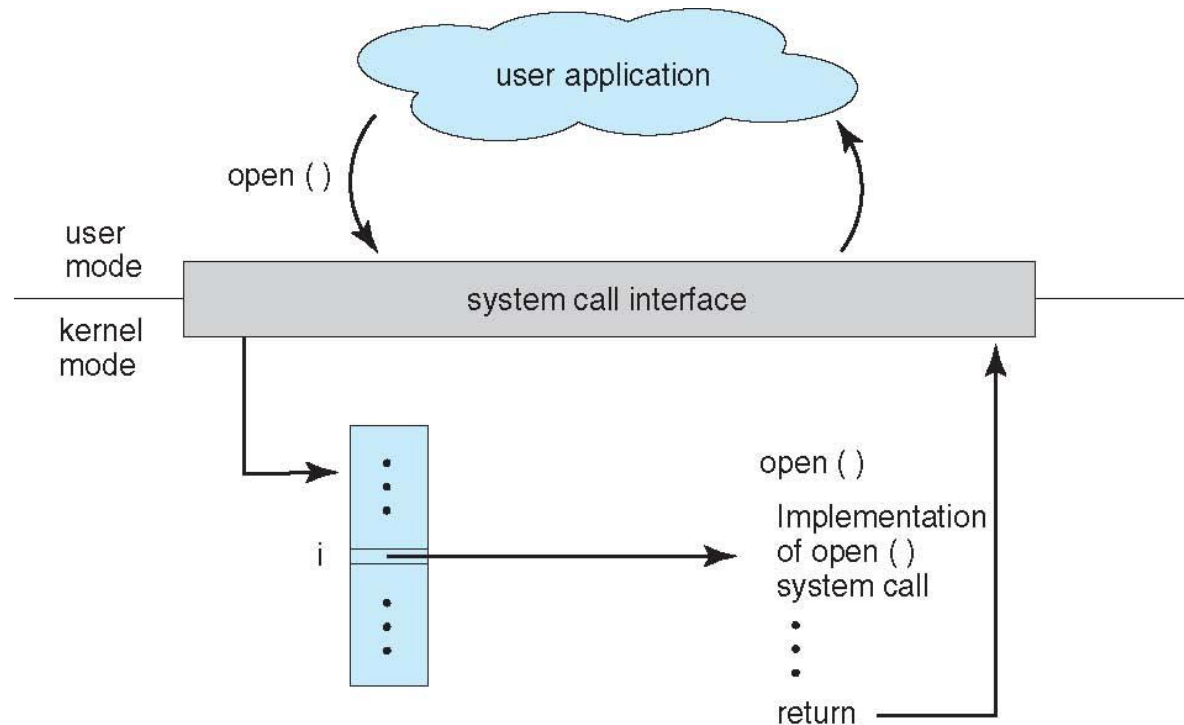 user application
open ( )
user
mode
system call interface
kernel
mode
open ( )
Implementation
of open ( )
system call
i
return